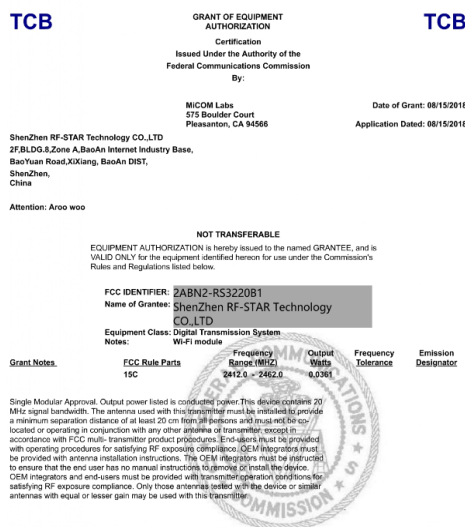 TCB
GRANT OF EQUIPMENT
AUTHORIZATION
TCB
Certification
Issued Under the Authority of the
Federal Communications Commission
By:
MiCOM Labs
575 Boulder Court
Pleasanton, CA 94566
Date of Grant: 08/15/2018
Application Dated: 08/15/2018
ShenZhen RF-STAR Technology CO.,LTD
2F,BLDG.8,Zone A,BaoAn Internet Industry Base,
BaoYuan Road,XiXiang, BaoAn DIST,
ShenZhen,
China
Attention: Aroo woo
NOT TRANSFERABLE
EQUIPMENT AUTHORIZATION is hereby issued to the named GRANTEE, and is
VALID ONLY for the equipment identified hereon for use under the Commission's
Rules and Regulations listed below.
FCC IDENTIFIER: 2ABN2-RS3220B1
Name of Grantee: ShenZhen RF-STAR Technology
CO.,LTD
Equipment Class: Digital Transmission System
Notes: Wi-Fi module
Grant Notes FCC Rule Parts Frequency Range (MHZ) Output Watts Frequency Tolerance Emission Designator
15C 2412.0 - 2462.0 0.0361
Single Modular Approval. Output power listed is conducted power.This device contains 20
MHz signal bandwidth. The antenna used with this transmitter must be installed to provide
a minimum separation distance of at least 20 cm from all persons and must not be co-
located or operating in conjunction with any other antenna or transmitter, except in
accordance with FCC multi- transmitter product procedures. End-users must be provided
with operating procedures for satisfying RF exposure compliance. OEM integrators must
be provided with antenna installation instructions. The OEM integrators must be instructed
to ensure that the end user has no manual instructions to remove or install the device.
OEM integrators and end-users must be provided with transmitter operation conditions for
satisfying RF exposure compliance. Only those antennas tested with the device or similar
antennas with equal or lesser gain may be used with this transmitter.